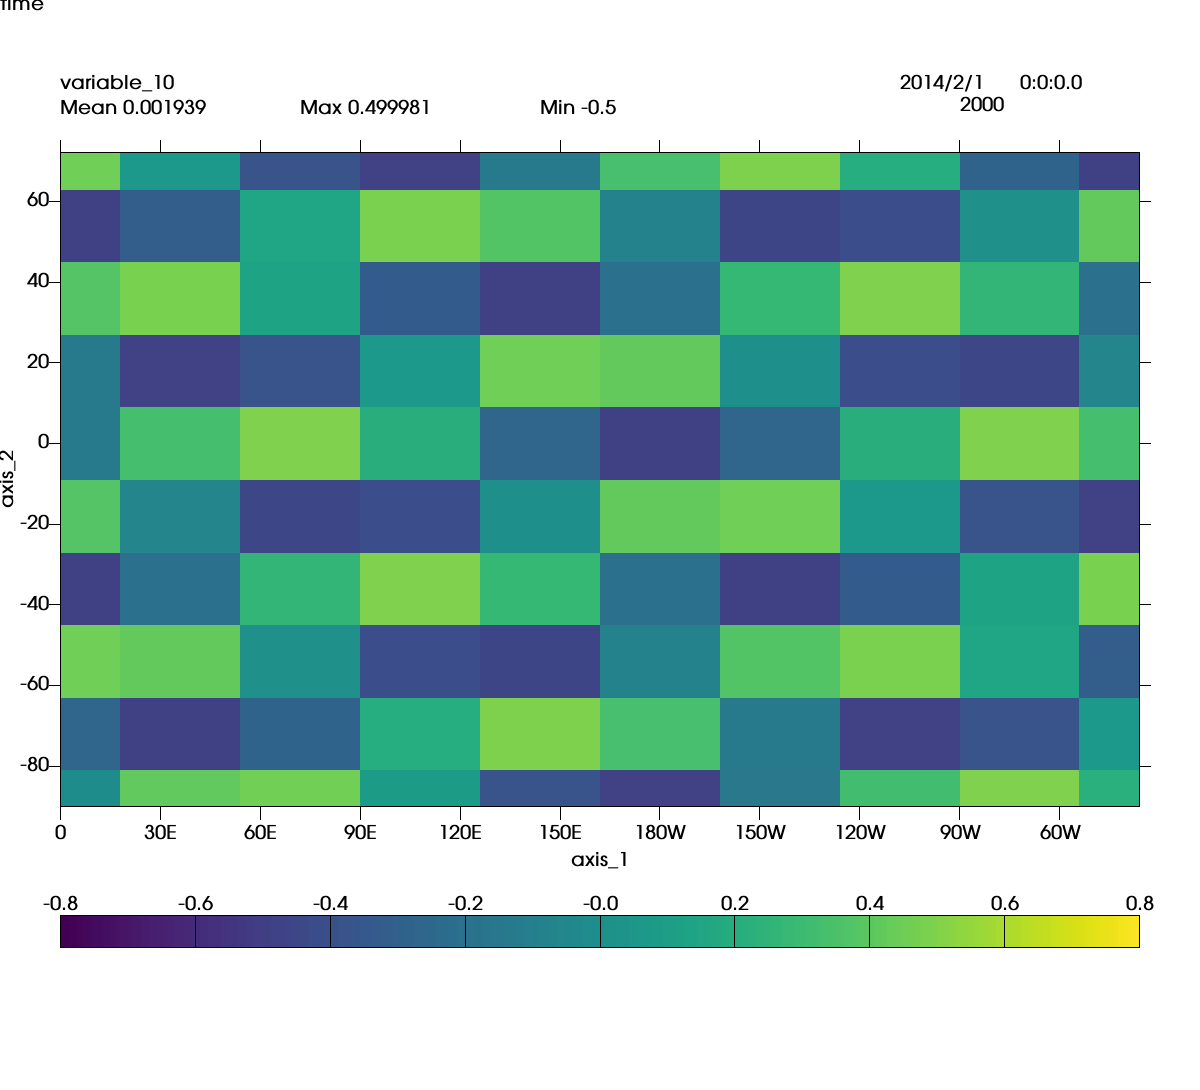 time
variable_10
2014/2/1 0:0:0.0
Mean 0.001939 Max 0.499981 Min -0.5
2000
60
40
20
0
-20
-40
-60
-80
axis_2
0 30E 60E 90E 120E 150E 180W 150W 120W 90W 60W
axis_1
-0.8 -0.6 -0.4 -0.2 -0.0 0.2 0.4 0.6 0.8